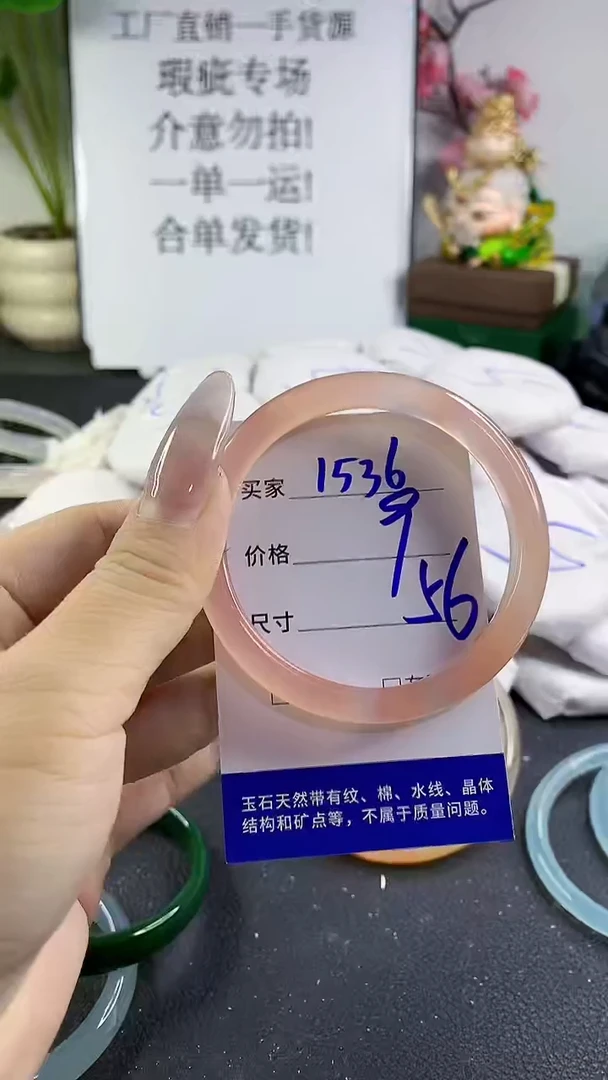 工厂直销一手货源
瑕疵专场
介意勿拍!
一单一运!
合单发货!
买家 1536
价格 9
尺寸 56
玉石天然带有纹、棉、水线、晶体
结构和矿点等，不属于质量问题。